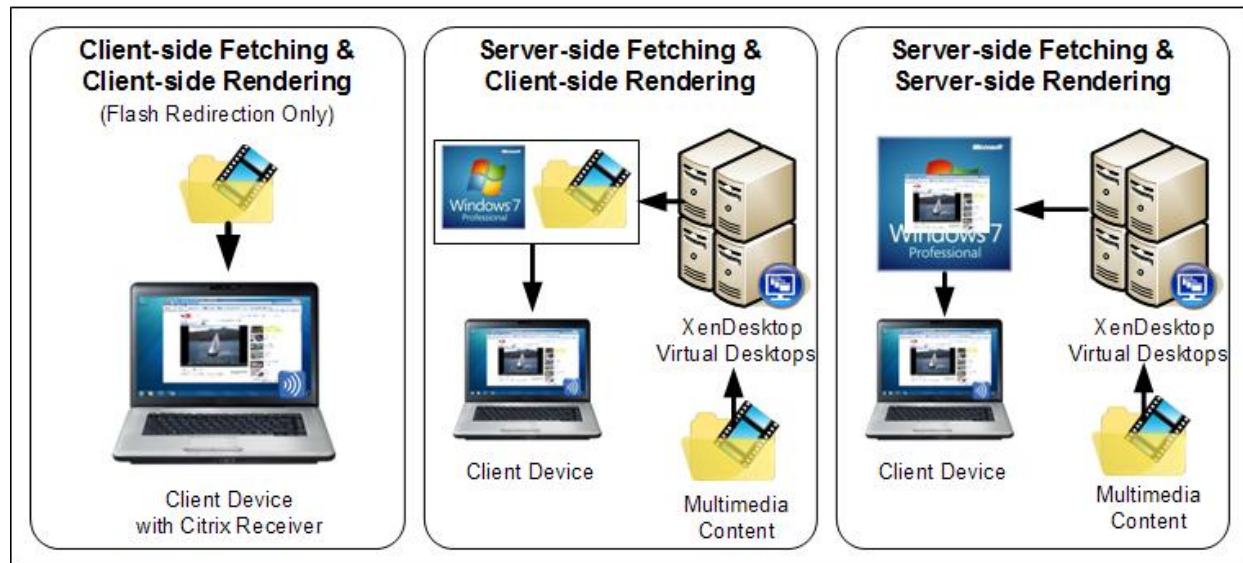 Client-side Fetching &
Client-side Rendering
(Flash Redirection Only)
Client Device
with Citrix Receiver
Server-side Fetching &
Client-side Rendering
Microsoft
Windows 7
Professional
XenDesktop
Virtual Desktops
Client Device
Multimedia
Content
Server-side Fetching &
Server-side Rendering
Microsoft
Windows 7
Professional
XenDesktop
Virtual Desktops
Client Device
Multimedia
Content